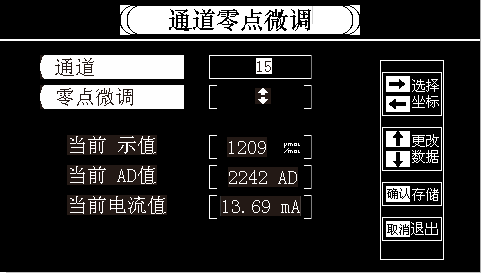 通道零点微调
通道 15
零点微调
当前 示值 1209 μmol/mol
当前 AD值 2242 AD
当前电流值 13.69 mA
→ 选择
← 坐标
↑ 更改
↓ 数据
确认 存储
取消 退出